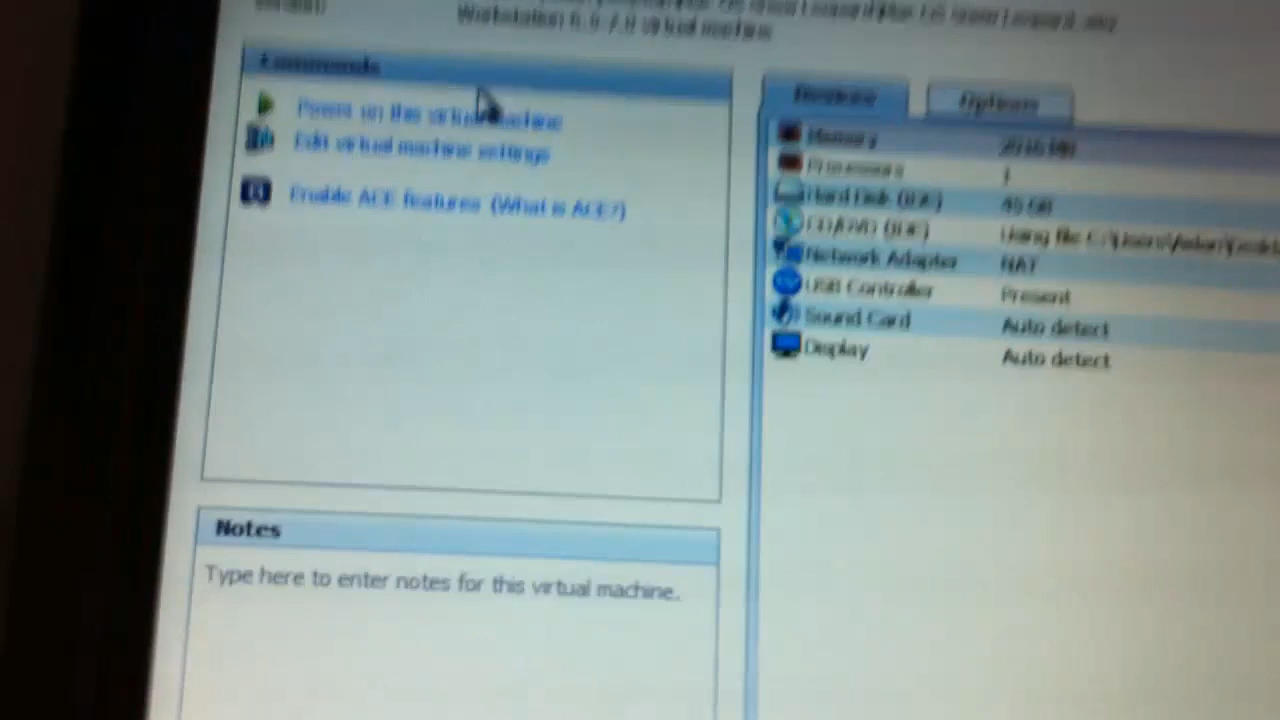 Workstation 6.5-7.0 virtual machine
Commands
Power on this virtual machine
Edit virtual machine settings
Enable ACE features (What is ACE?)
Notes
Type here to enter notes for this virtual machine.
Devices
Options
Memory
Processors 1
Hard Disk (IDE)
CD/DVD (IDE) Using file C:\Users\
Network Adapter NAT
USB Controller Present
Sound Card Auto detect
Display Auto detect